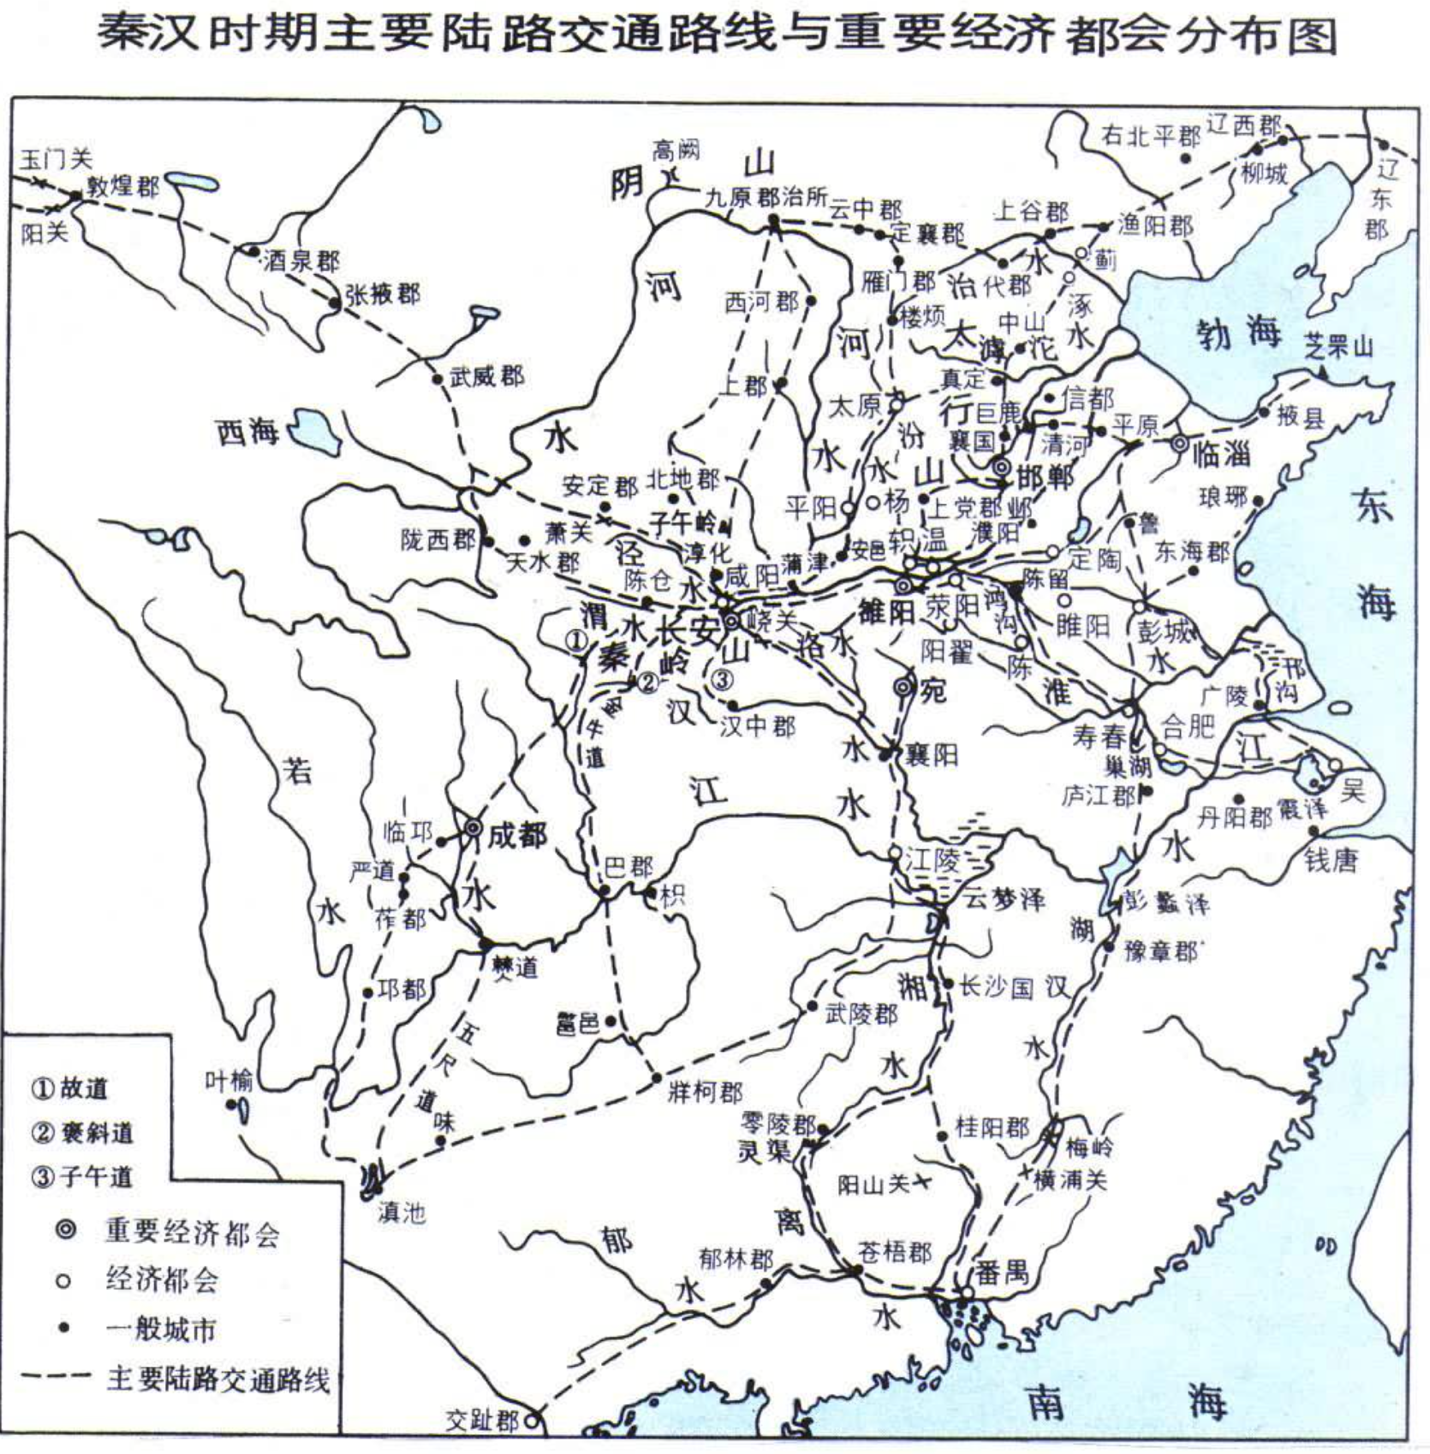 秦汉时期主要陆路交通路线与重要经济都会分布图
玉门关
敦煌郡
阳关
酒泉郡
张掖郡
武威郡
西海
高阙
阴山
九原郡治所
云中郡
定襄郡
雁门郡
楼烦
上谷郡
渔阳郡
右北平郡
辽西郡
柳城
辽东郡
蓟
涿
治水
代郡
中山
滹沱水
真定
太行山
西河郡
上郡
河水
河水
太原
汾水
巨鹿
信都
襄国
清河
平原
邯郸
临淄
掖县
芝罘山
勃海
琅琊
东海
杨
平阳
上党郡
邺
濮阳
鲁
定陶
东海郡
安定郡
北地郡
子午岭
萧关
陇西郡
天水郡
泾水
淳化
陈仓
咸阳
蒲津
安邑
轵
温
雒阳
荥阳
鸿沟
陈留
睢阳
彭城
渭水
长安
峣关
洛水
秦岭山
①
②
③
阳翟
陈
淮水
宛
汉水
汉中郡
襄阳
寿春
合肥
巢湖
庐江郡
广陵
邗沟
江水
丹阳郡
震泽
吴
钱唐
金牛道
若水
临邛
成都
严道
莋都
江水
巴郡
枳
江水
江陵
云梦泽
彭蠡泽
豫章郡
湖汉水
邛都
僰道
五尺道
鄨邑
武陵郡
湘水
长沙国
牂柯郡
叶榆
味
滇池
零陵郡
灵渠
桂阳郡
梅岭
横浦关
阳山关
离水
郁水
郁林郡
苍梧郡
番禺
交趾郡
南海
①故道
②褒斜道
③子午道
重要经济都会
经济都会
一般城市
主要陆路交通路线